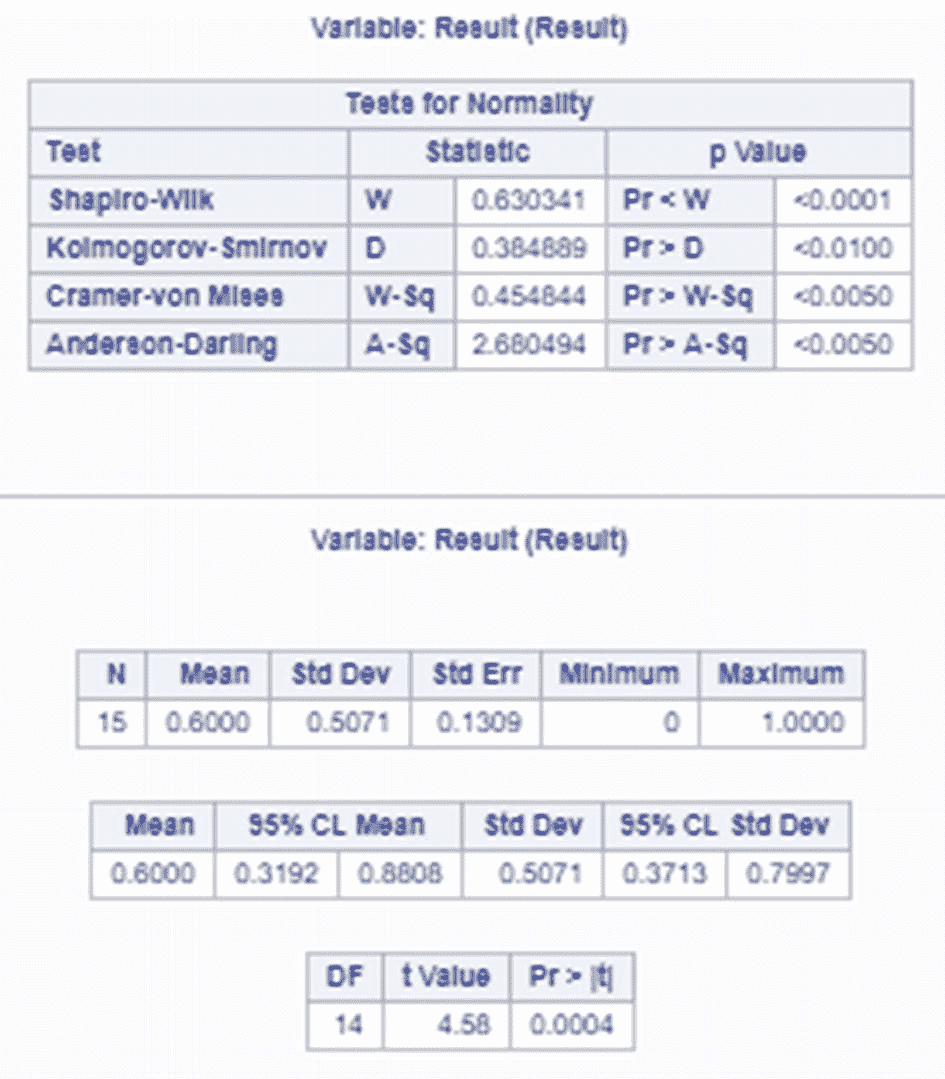 Variable: Result (Result)
Tests for Normality
Test Statistic p Value
Shapiro-Wilk W 0.630341 Pr < W <0.0001
Kolmogorov-Smirnov D 0.384889 Pr > D <0.0100
Cramer-von Mises W-Sq 0.454844 Pr > W-Sq <0.0050
Anderson-Darling A-Sq 2.680494 Pr > A-Sq <0.0050
Variable: Result (Result)
N Mean Std Dev Std Err Minimum Maximum
15 0.6000 0.5071 0.1309 0 1.0000
Mean 95% CL Mean Std Dev 95% CL Std Dev
0.6000 0.3192 0.8808 0.5071 0.3713 0.7997
DF t Value Pr > |t|
14 4.58 0.0004